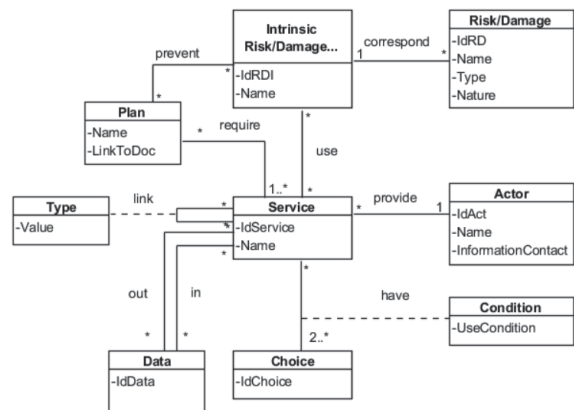 Intrinsic
Risk/Damage...
-IdRDI
-Name
Risk/Damage
-IdRD
-Name
-Type
-Nature
correspond
1
*
prevent
*
*
Plan
-Name
-LinkToDoc
*
require
1..*
*
use
*
Type
-Value
link
*
*
Service
-IdService
-Name
*
provide
1
Actor
-IdAct
-Name
-InformationContact
*
*
out
in
*
*
Data
-IdData
*
have
2..*
Choice
-IdChoice
Condition
-UseCondition